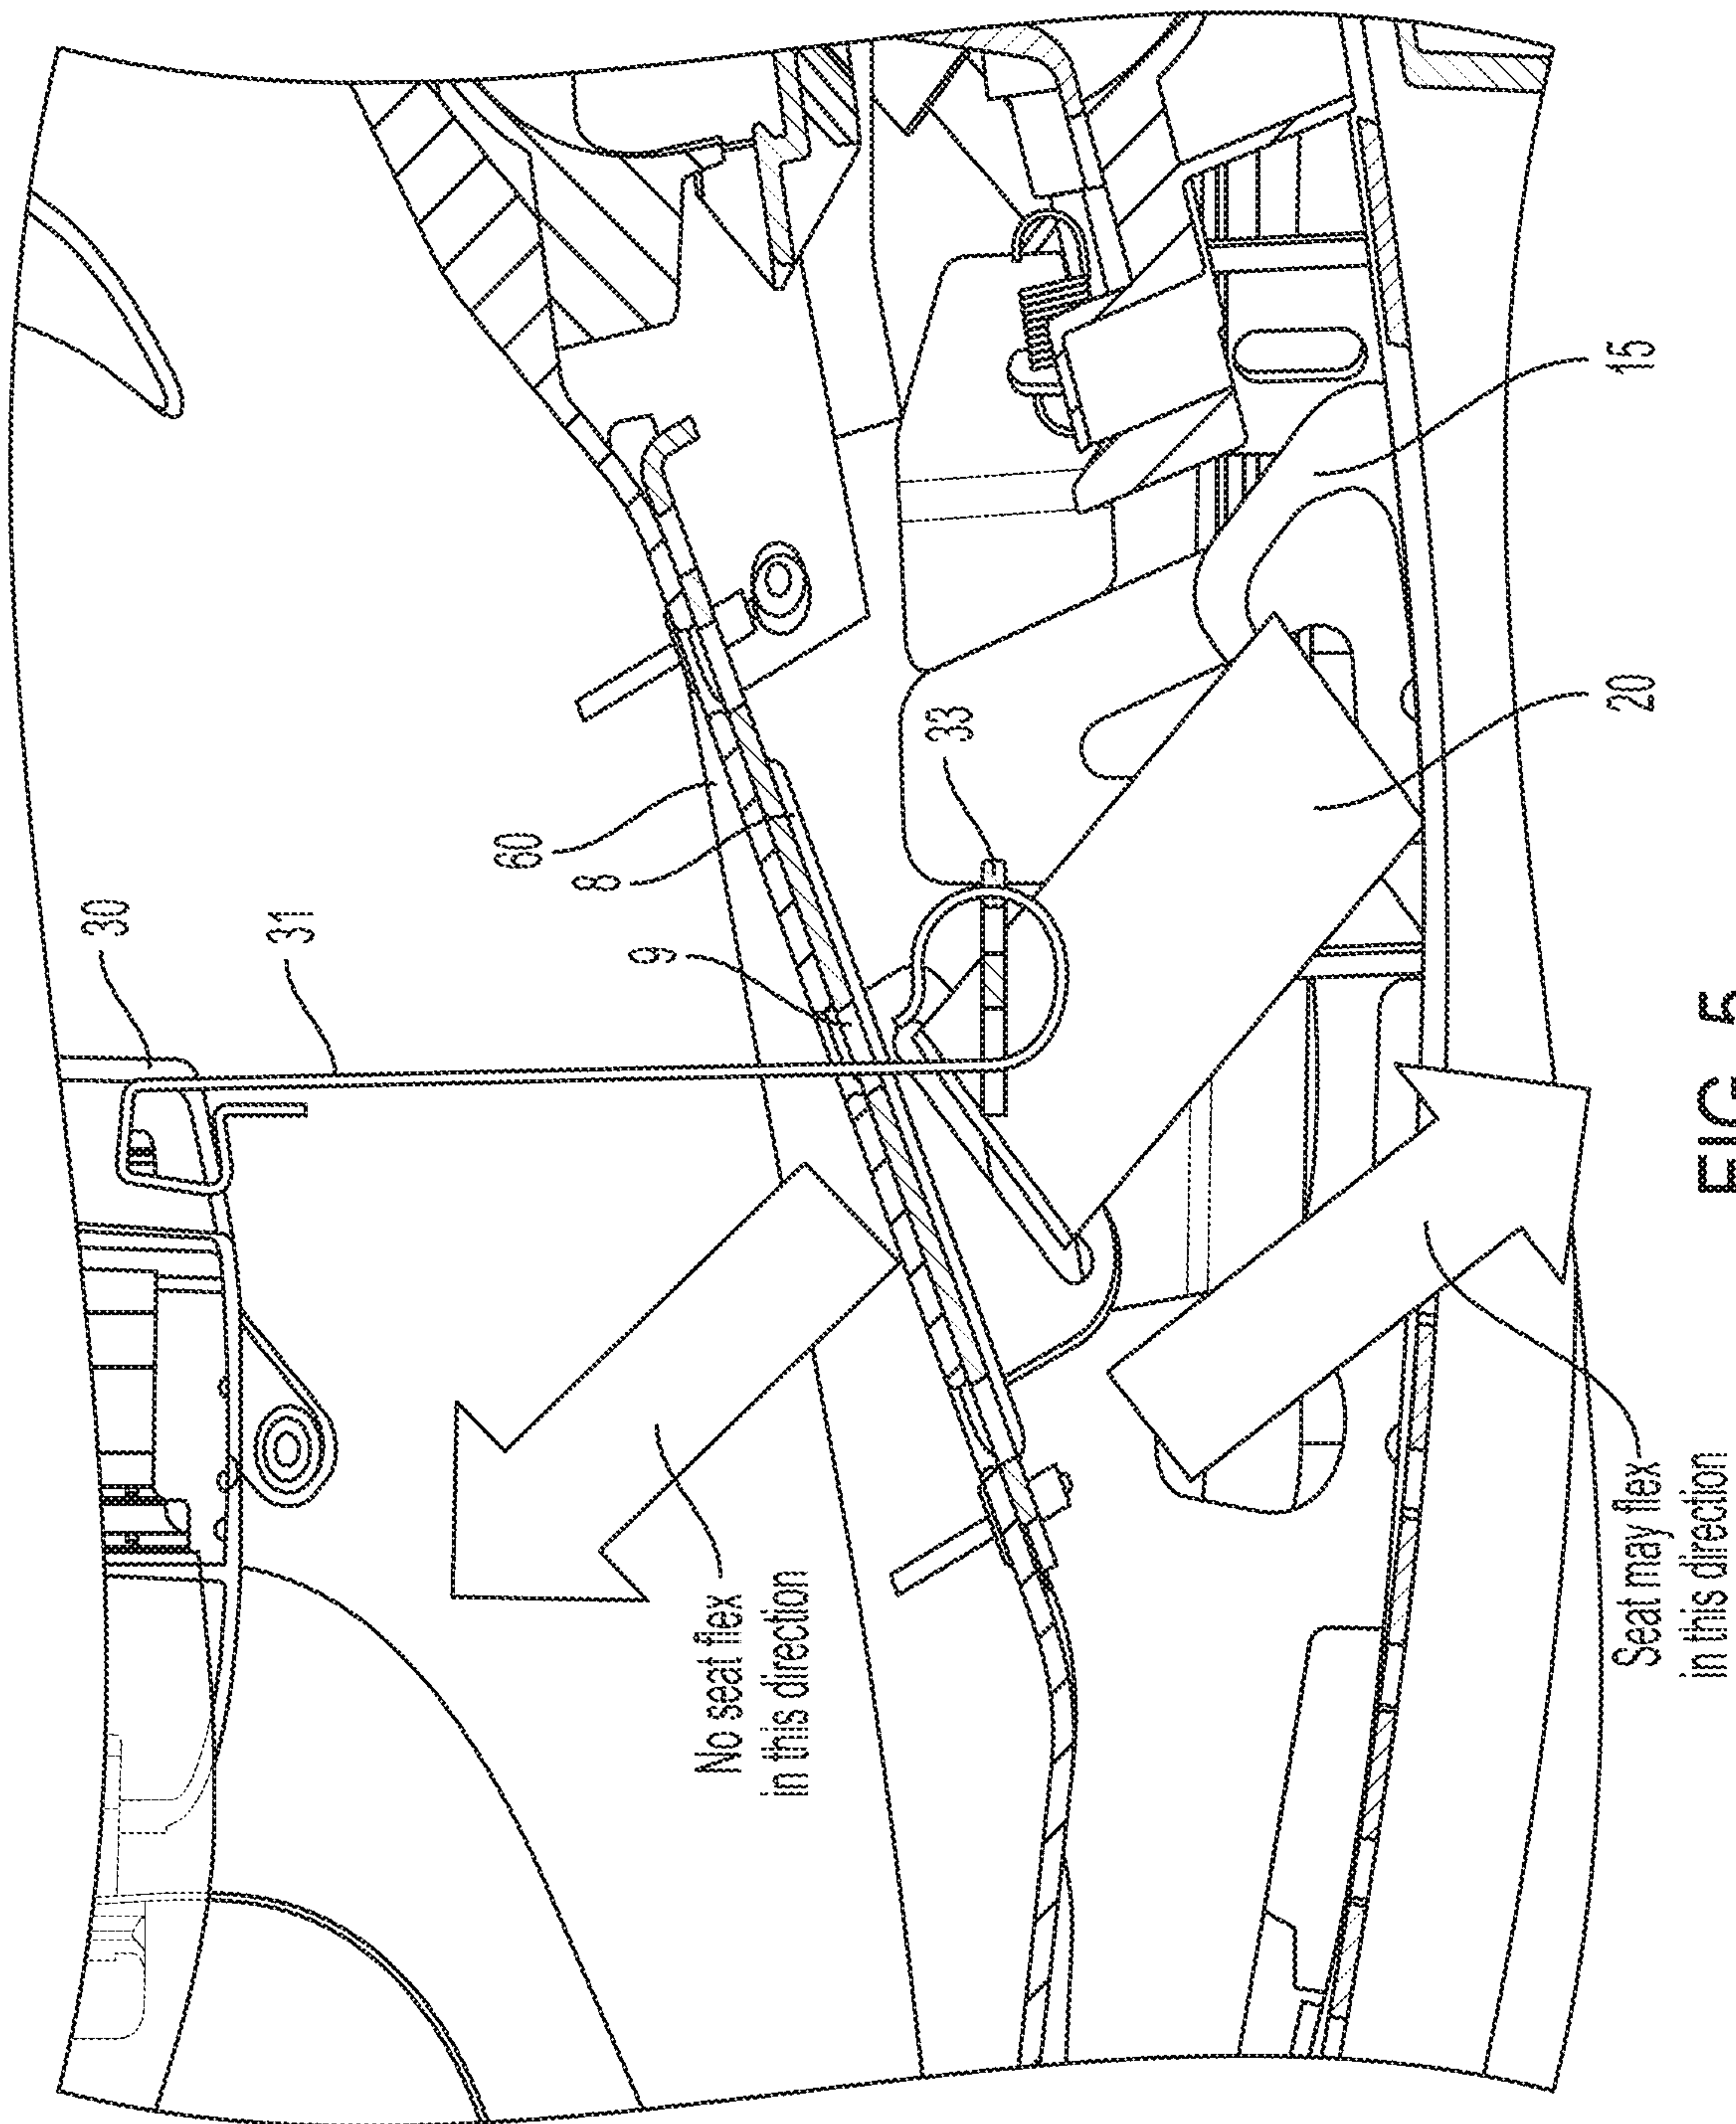 30
31
60
8
9
33
No seat flex
in this direction
15
20
Seat may flex
in this direction
FIG. 5